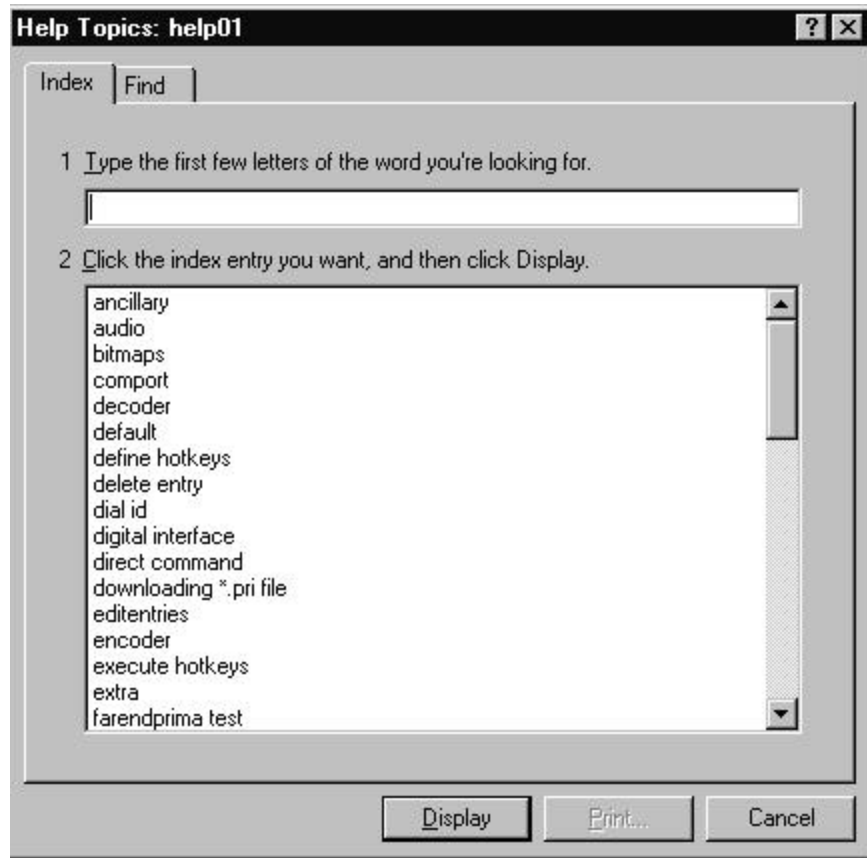 Help Topics: help01
Index Find
1 Type the first few letters of the word you're looking for.
2 Click the index entry you want, and then click Display.
ancillary
audio
bitmaps
comport
decoder
default
define hotkeys
delete entry
dial id
digital interface
direct command
downloading *.pri file
editentries
encoder
execute hotkeys
extra
farendprima test
Display Print... Cancel